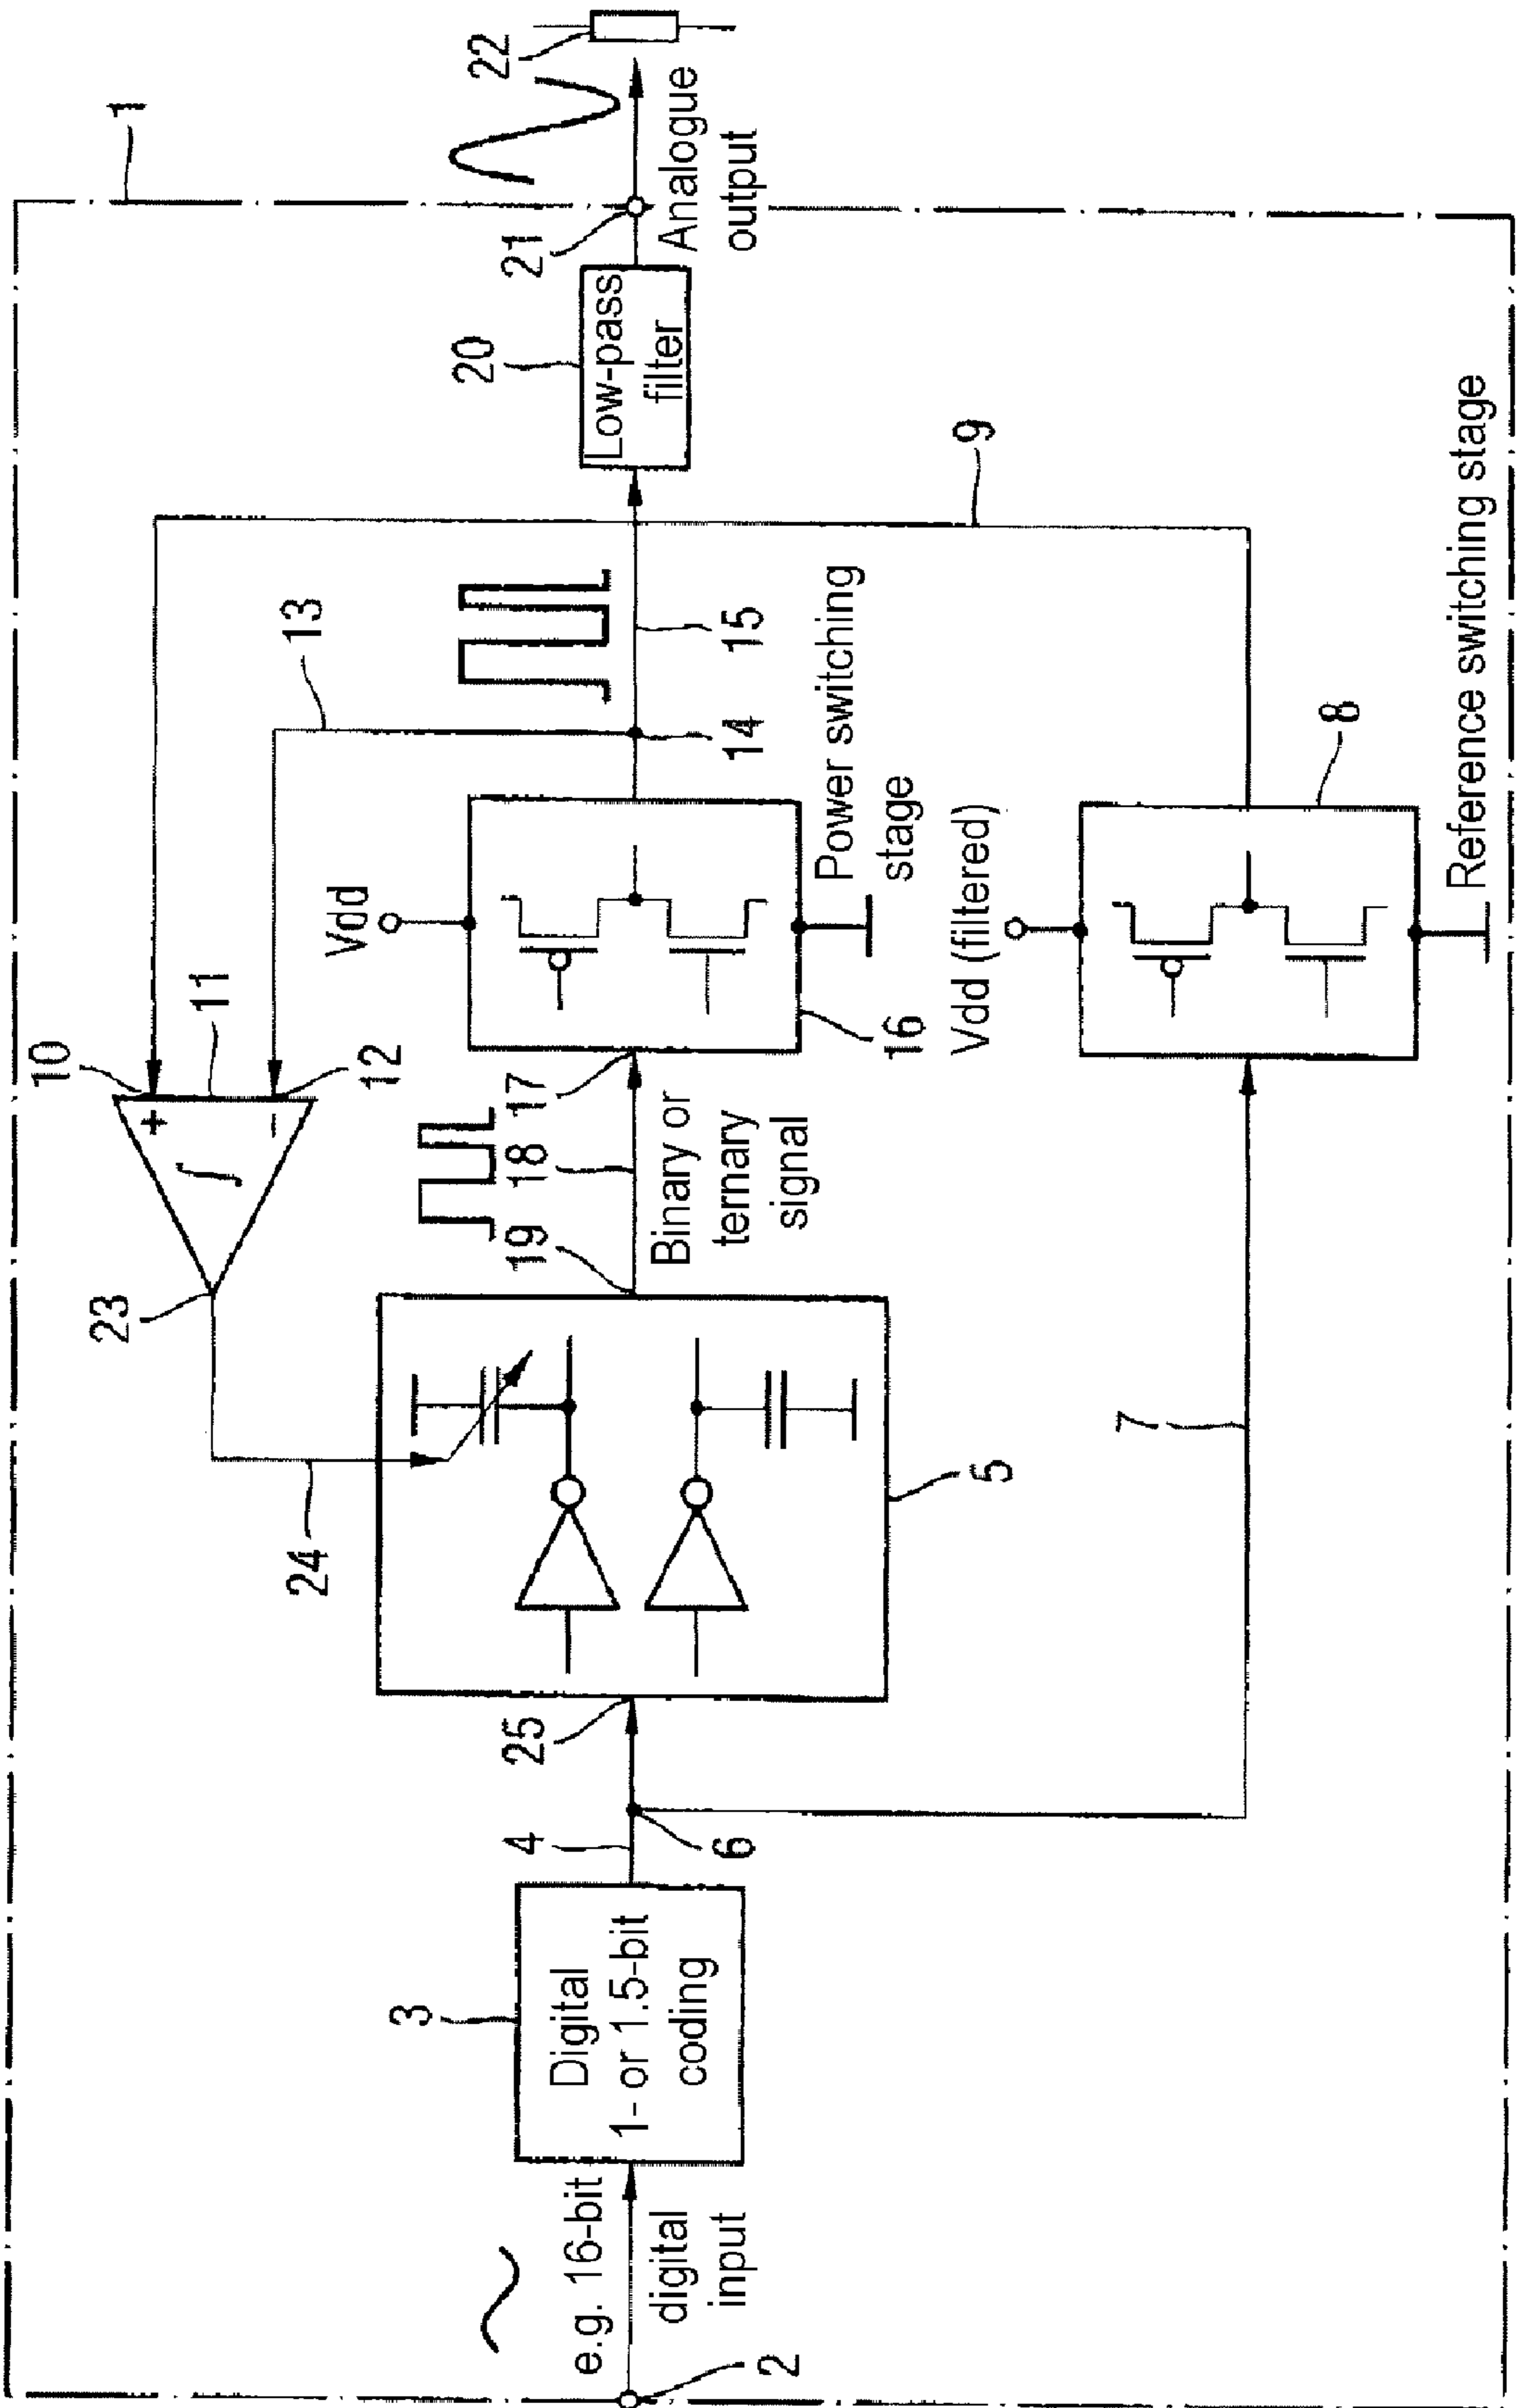 1
22
Analogue
output
21
20
Low-pass
filter
9
13
15
14
Power switching
stage
Vdd
16
17
18
19
Binary or
ternary
signal
10
11
12
+
−
∫
23
24
5
25
Vdd (filtered)
8
Reference switching stage
7
4
6
3
Digital
1- or 1.5-bit
coding
e.g. 16-bit
digital
input
2